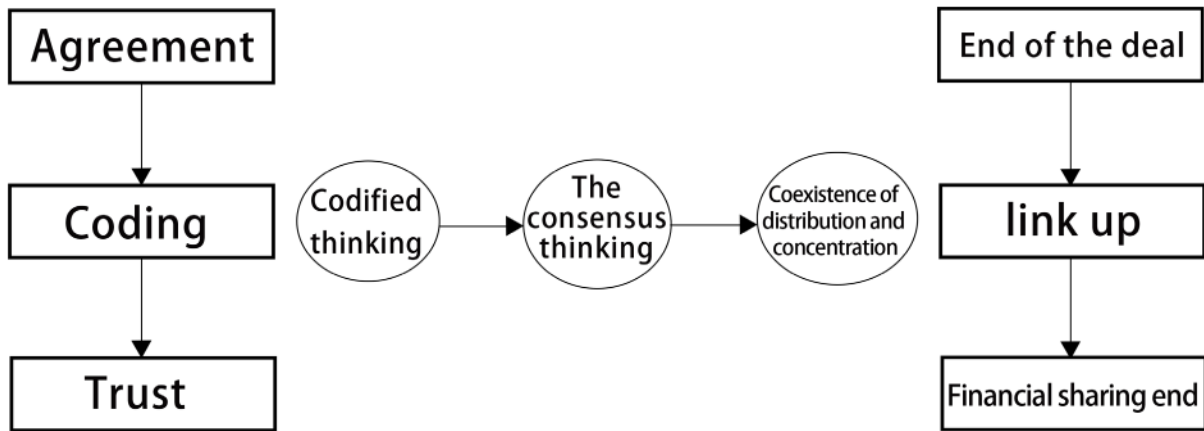 Agreement
Coding
Trust
Codified
thinking
The
consensus
thinking
Coexistence of
distribution and
concentration
End of the deal
link up
Financial sharing end